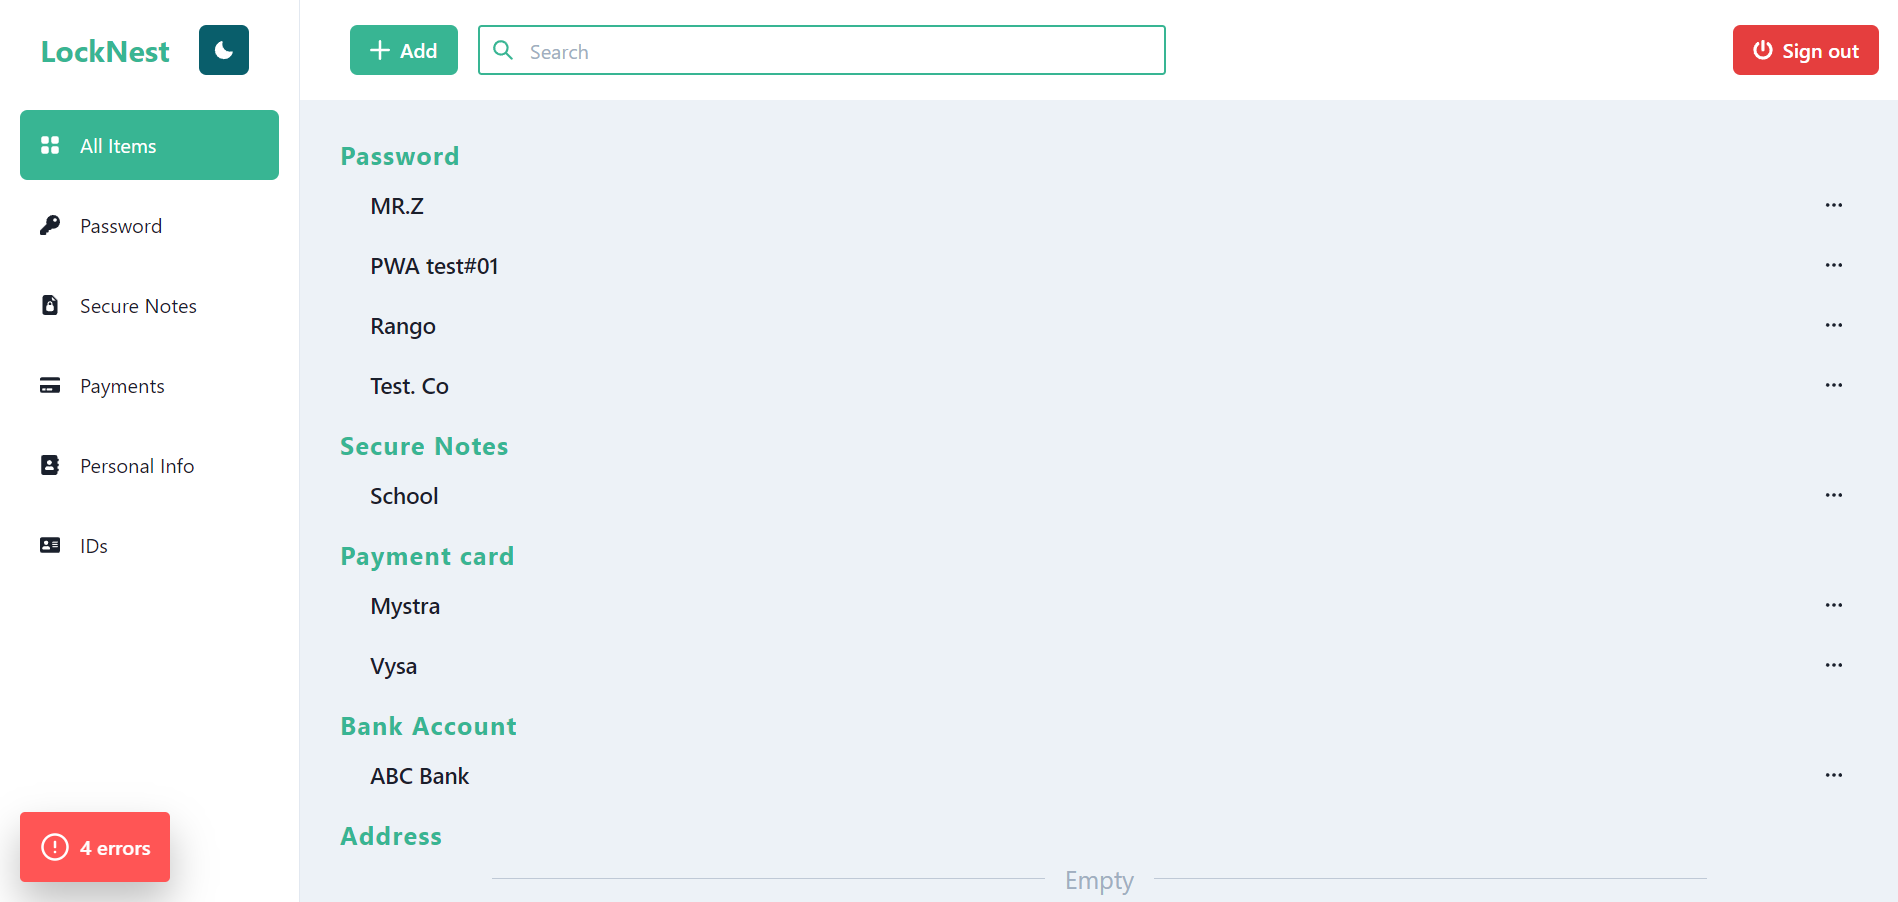 LockNest
Add
Search
Sign out
All Items
Password
Secure Notes
Payments
Personal Info
IDs
4 errors
Password
MR.Z
PWA test#01
Rango
Test. Co
Secure Notes
School
Payment card
Mystra
Vysa
Bank Account
ABC Bank
Address
Empty